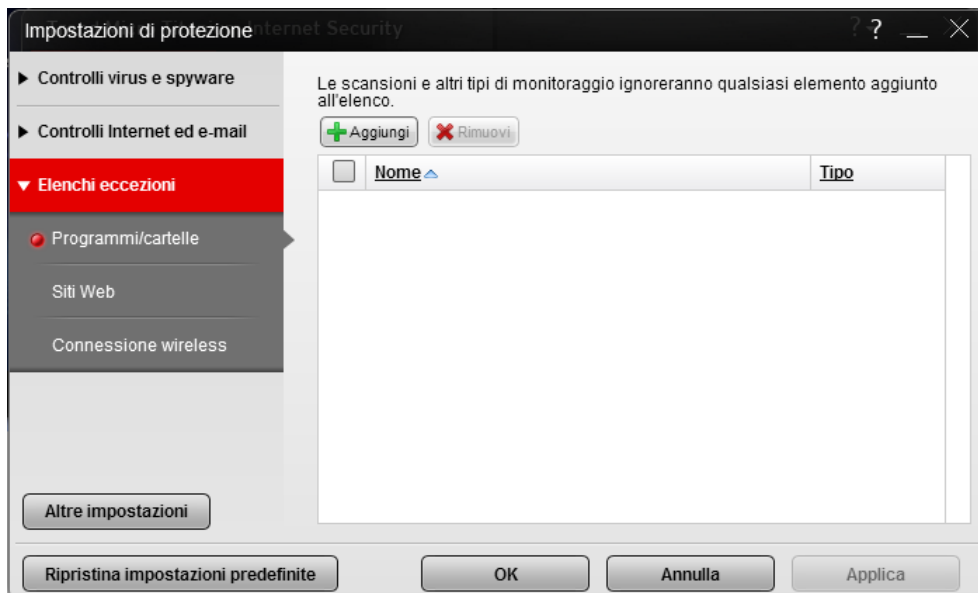 Impostazioni di protezione
Internet Security
? ?
Controlli virus e spyware
Controlli Internet ed e-mail
Elenchi eccezioni
Programmi/cartelle
Siti Web
Connessione wireless
Altre impostazioni
Le scansioni e altri tipi di monitoraggio ignoreranno qualsiasi elemento aggiunto
all'elenco.
Aggiungi Rimuovi
Nome Tipo
Ripristina impostazioni predefinite OK Annulla Applica